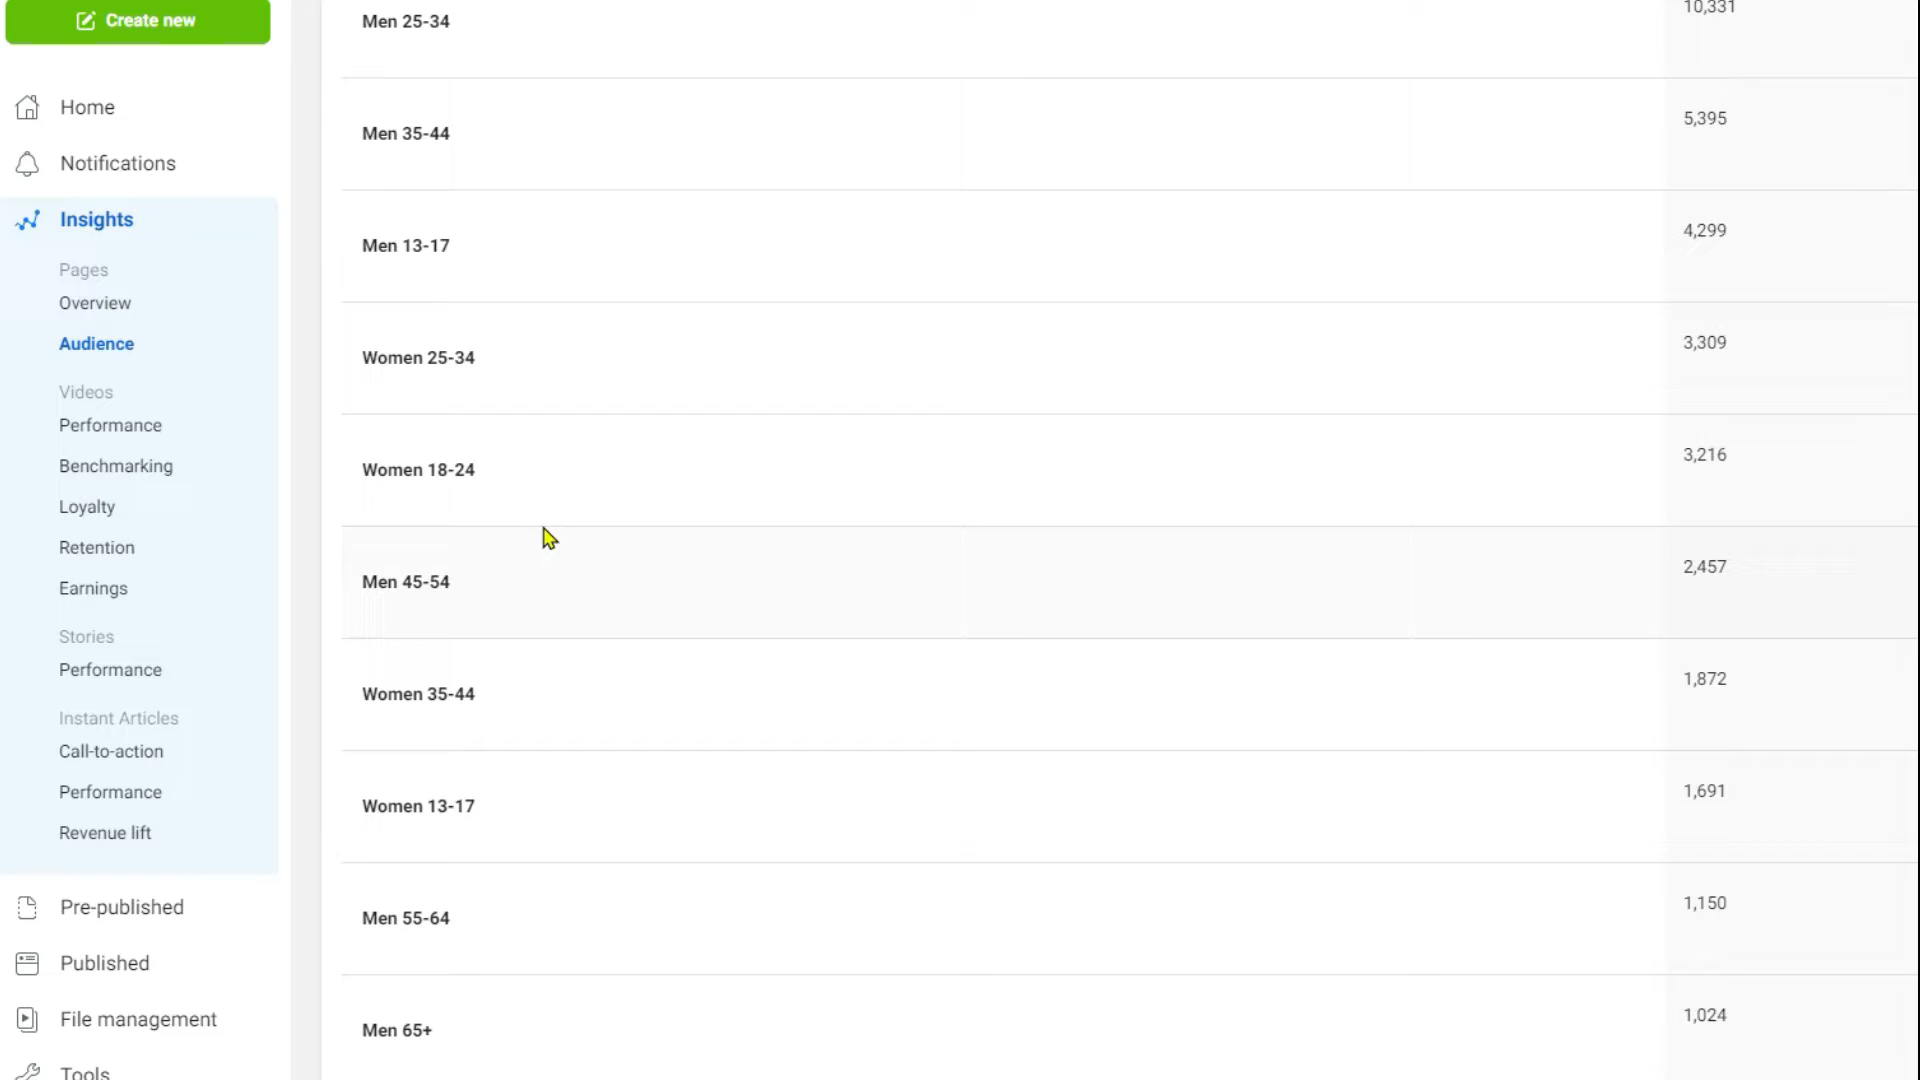 Create new
Home
Notifications
Insights
Pages
Overview
Audience
Videos
Performance
Benchmarking
Loyalty
Retention
Earnings
Stories
Performance
Instant Articles
Call-to-action
Performance
Revenue lift
Pre-published
Published
File management
Tools
Men 25-34 10,331
Men 35-44 5,395
Men 13-17 4,299
Women 25-34 3,309
Women 18-24 3,216
Men 45-54 2,457
Women 35-44 1,872
Women 13-17 1,691
Men 55-64 1,150
Men 65+ 1,024